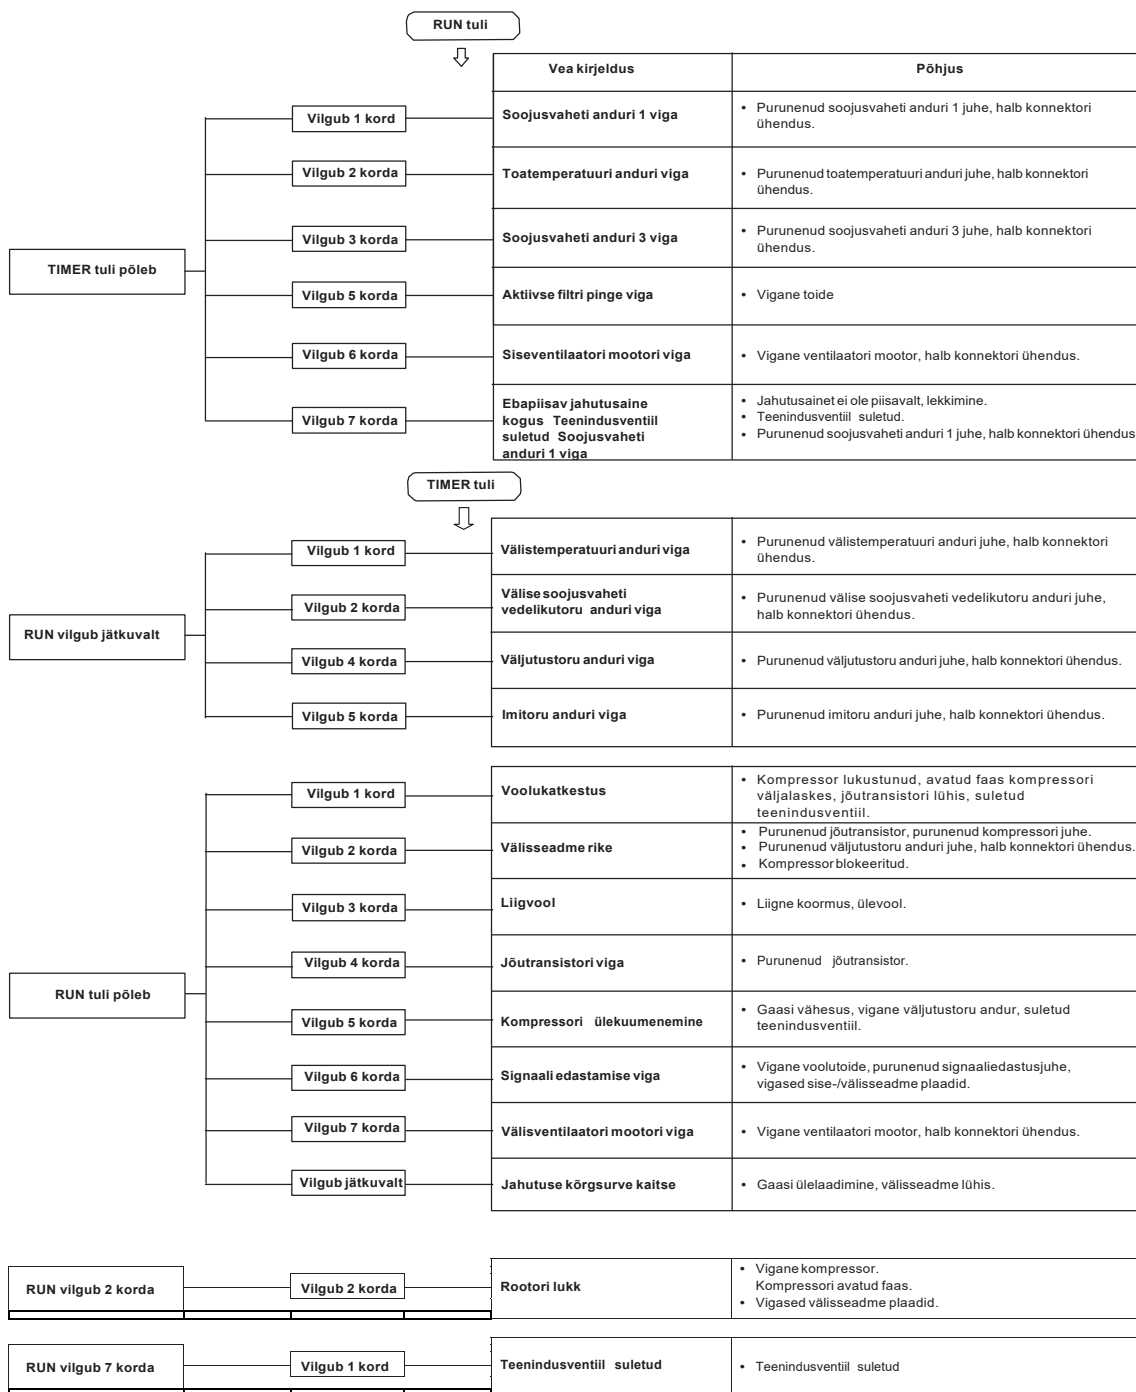 RUN tuli
Vea kirjeldus
Põhjus
TIMER tuli põleb
Vilgub 1 kord
Soojusvaheti anduri 1 viga
• Purunenud soojusvaheti anduri 1 juhe, halb konnektori
ühendus.
Vilgub 2 korda
Toatemperatuuri anduri viga
• Purunenud toatemperatuuri anduri juhe, halb konnektori
ühendus.
Vilgub 3 korda
Soojusvaheti anduri 3 viga
• Purunenud soojusvaheti anduri 3 juhe, halb konnektori
ühendus.
Vilgub 5 korda
Aktiivse filtri pinge viga
• Vigane toide
Vilgub 6 korda
Siseventilaatori mootori viga
• Vigane ventilaatori mootor, halb konnektori ühendus.
Vilgub 7 korda
Ebapiisav jahutusaine
kogus Teenindusventiil
suletud Soojusvaheti
anduri 1 viga
• Jahutusainet ei ole piisavalt, lekkimine.
• Teenindusventiil suletud.
• Purunenud soojusvaheti anduri 1 juhe, halb konnektori ühendus
TIMER tuli
RUN vilgub jätkuvalt
Vilgub 1 kord
Välistemperatuuri anduri viga
• Purunenud välistemperatuuri anduri juhe, halb konnektori
ühendus.
Vilgub 2 korda
Välise soojusvaheti
vedelikutoru anduri viga
• Purunenud välise soojusvaheti vedelikutoru anduri juhe,
halb konnektori ühendus.
Vilgub 4 korda
Väljutustoru anduri viga
• Purunenud väljutustoru anduri juhe, halb konnektori ühendus.
Vilgub 5 korda
Imitoru anduri viga
• Purunenud imitoru anduri juhe, halb konnektori ühendus.
RUN tuli põleb
Vilgub 1 kord
Voolukatkestus
• Kompressor lukustunud, avatud faas kompressori
väljalaskes, jõutransistori lühis, suletud
teenindusventiil.
Vilgub 2 korda
Välisseadme rike
• Purunenud jõutransistor, purunenud kompressori juhe.
• Purunenud väljutustoru anduri juhe, halb konnektori ühendus.
• Kompressor blokeeritud.
Vilgub 3 korda
Liigvool
• Liigne koormus, ülevool.
Vilgub 4 korda
Jõutransistori viga
• Purunenud jõutransistor.
Vilgub 5 korda
Kompressori ülekuumenemine
• Gaasi vähesus, vigane väljutustoru andur, suletud
teenindusventiil.
Vilgub 6 korda
Signaali edastamise viga
• Vigane voolutoide, purunenud signaaliedastusjuhe,
vigased sise-/välisseadme plaadid.
Vilgub 7 korda
Välisventilaatori mootori viga
• Vigane ventilaatori mootor, halb konnektori ühendus.
Vilgub jätkuvalt
Jahutuse kõrgsurve kaitse
• Gaasi ülelaadimine, välisseadme lühis.
RUN vilgub 2 korda
Vilgub 2 korda
Rootori lukk
• Vigane kompressor.
Kompressori avatud faas.
• Vigased välisseadme plaadid.
RUN vilgub 7 korda
Vilgub 1 kord
Teenindusventiil suletud
• Teenindusventiil suletud